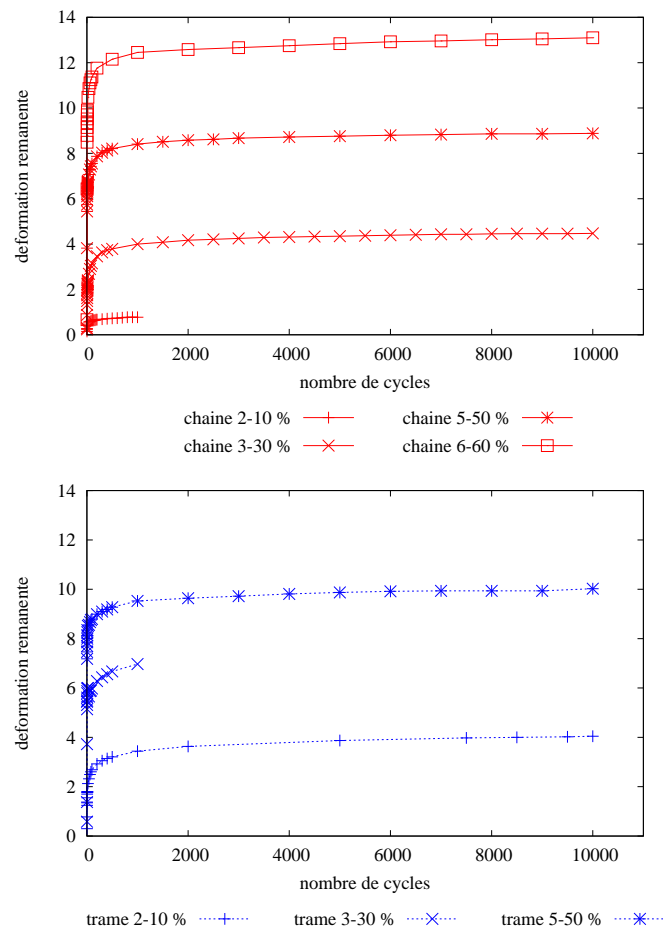 14
12
10
8
6
4
2
0
deformation remanente
0 2000 4000 6000 8000 10000
nombre de cycles
chaine 2-10 % chaine 5-50 %
chaine 3-30 % chaine 6-60 %
14
12
10
8
6
4
2
0
deformation remanente
0 2000 4000 6000 8000 10000
nombre de cycles
trame 2-10 % trame 3-30 % trame 5-50 %